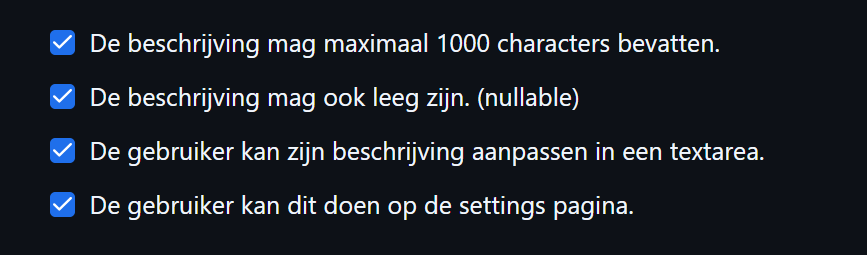 De beschrijving mag maximaal 1000 characters bevatten.
De beschrijving mag ook leeg zijn. (nullable)
De gebruiker kan zijn beschrijving aanpassen in een textarea.
De gebruiker kan dit doen op de settings pagina.